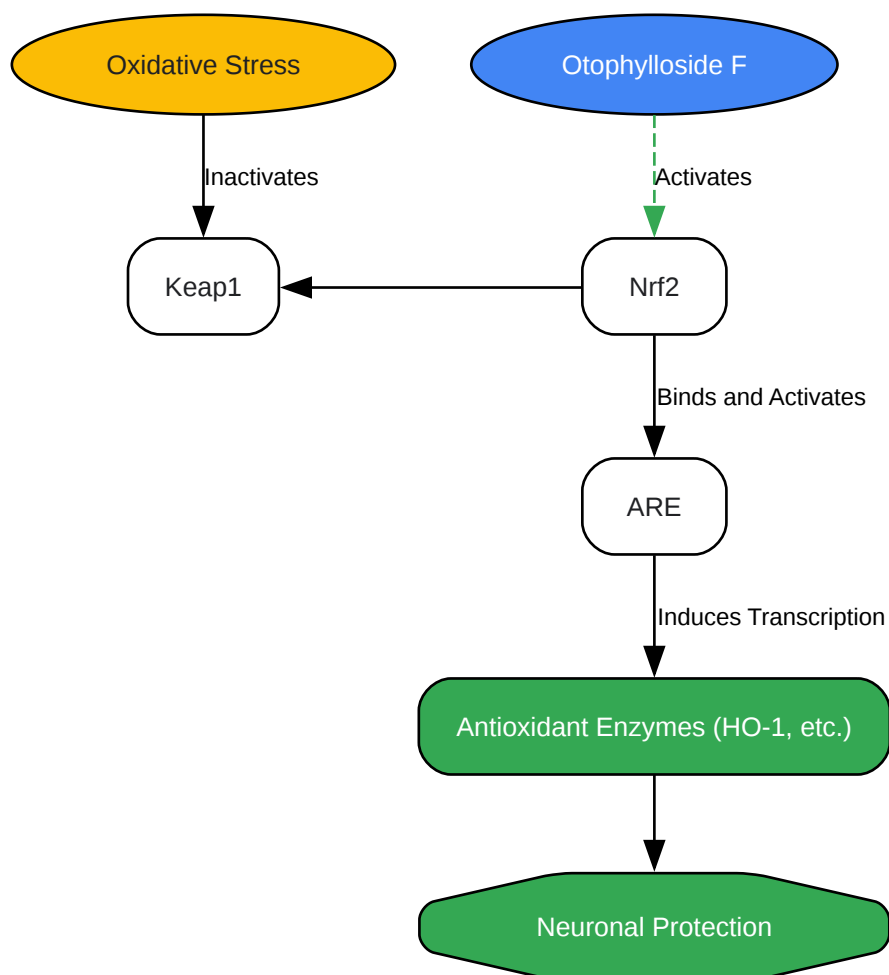 Oxidative Stress
Otophylloside F
Inactivates
Activates
Keap1
Nrf2
Binds and Activates
ARE
Induces Transcription
Antioxidant Enzymes (HO-1, etc.)
Neuronal Protection